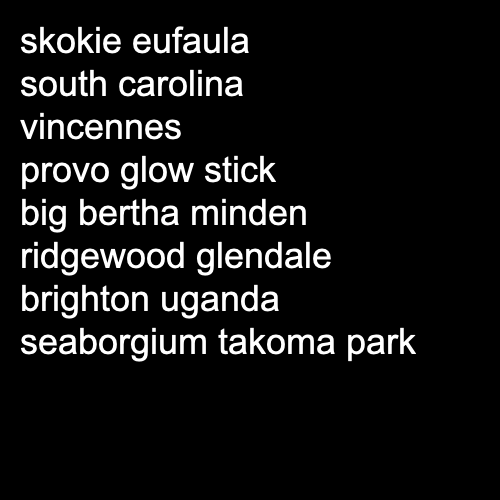 skokie eufaula
south carolina
vincennes
provo glow stick
big bertha minden
ridgewood glendale
brighton uganda
seaborgium takoma park